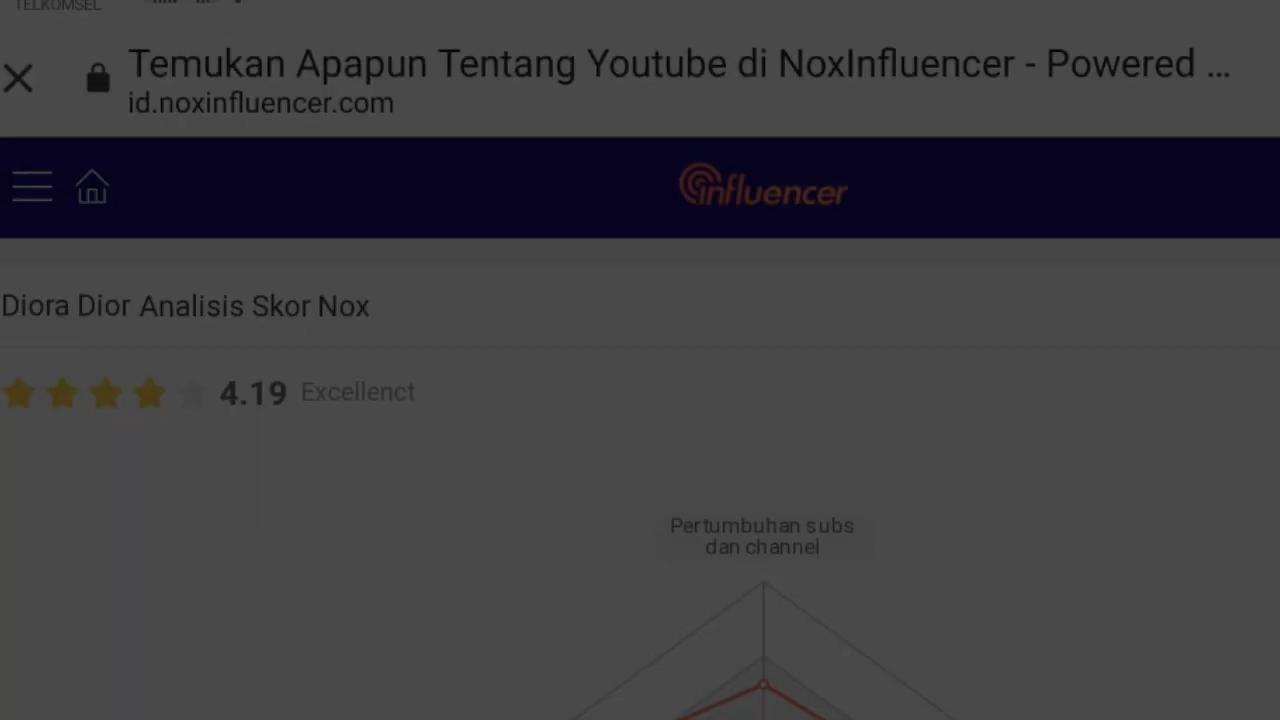 TELKOMSEL
Temukan Apapun Tentang Youtube di NoxInfluencer - Powered ...
id.noxinfluencer.com
influencer
Diora Dior Analisis Skor Nox
4.19 Excellenct
Pertumbuhan subs
dan channel